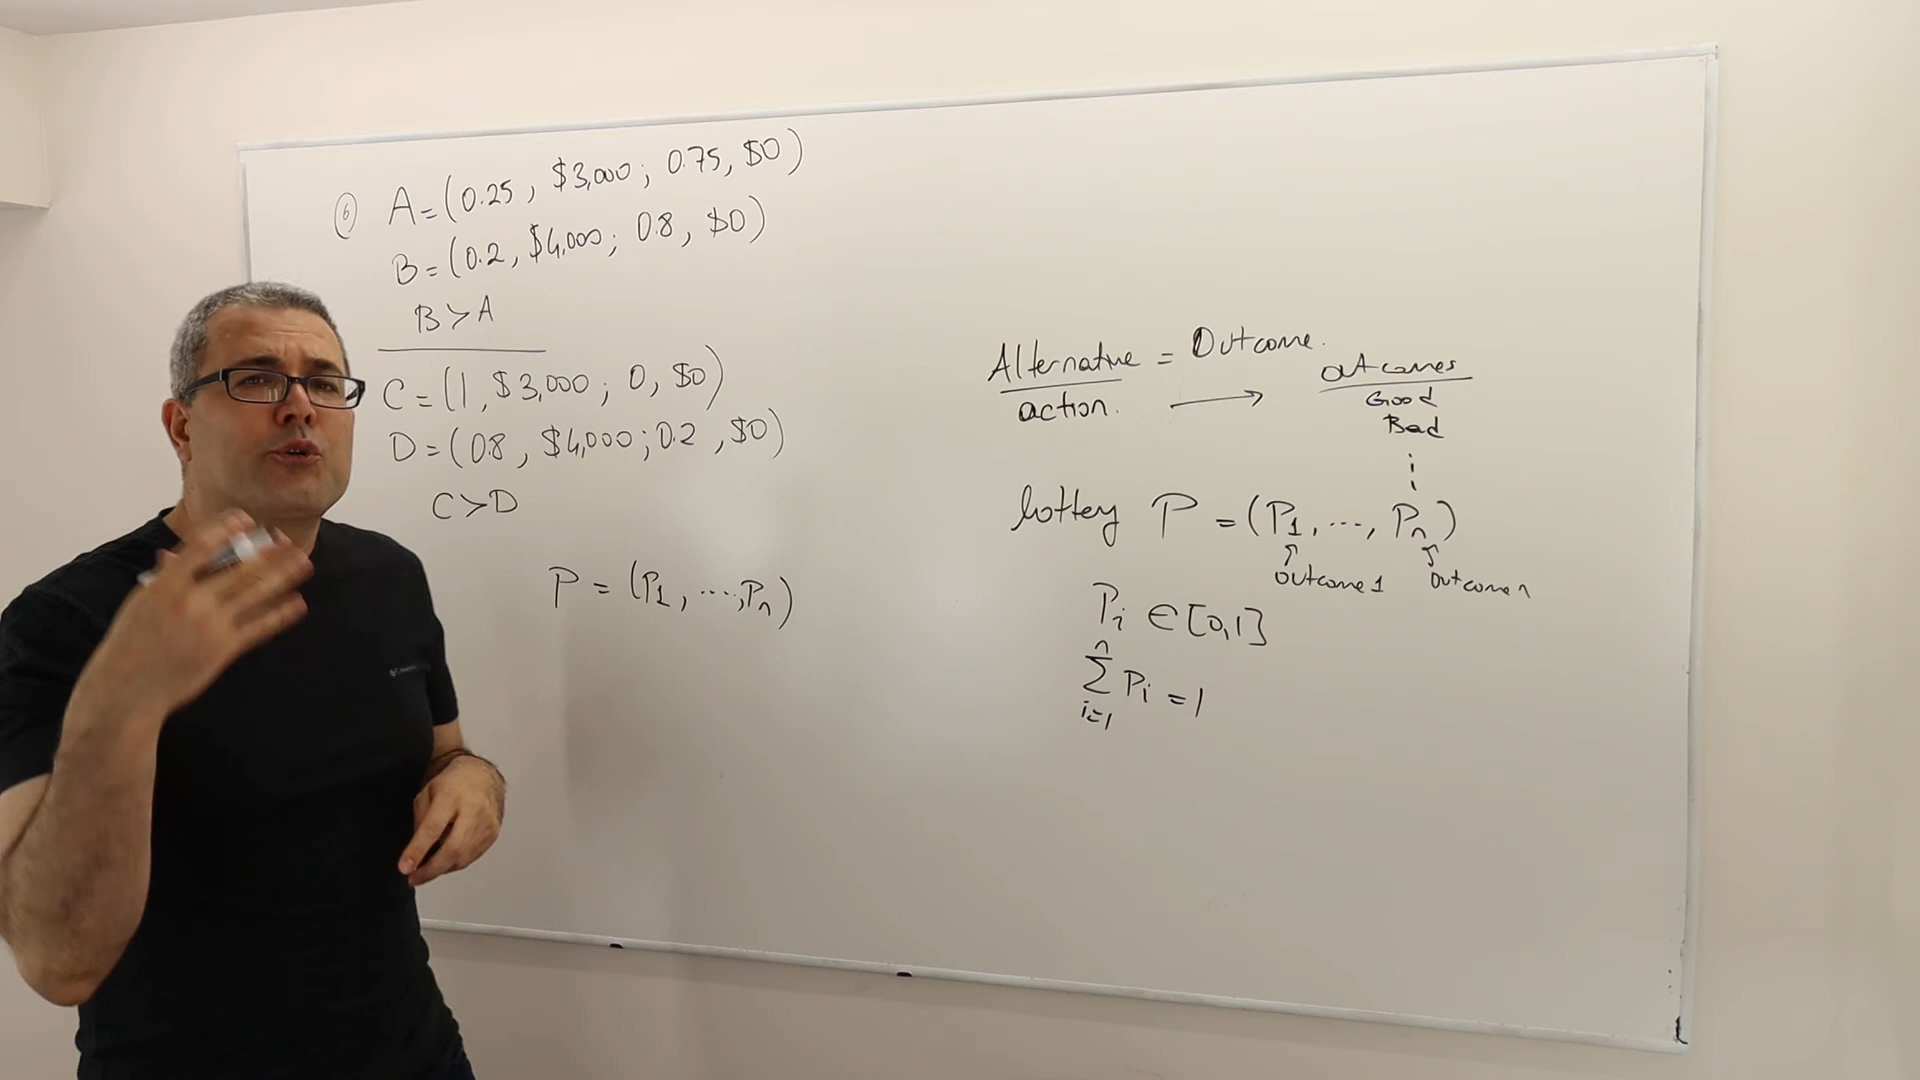 ⑥ A=(0.25, $3,000; 0.75, $0)
B=(0.2, $4,000; 0.8, $0)
B>A
C=(1, $3,000; 0, $0)
D=(0.8, $4,000; 0.2, $0)
C>D
P=(P1, ..., Pn)
Alternative = Outcome.
action. → outcomes
Good
Bad
lottery P=(P1, ..., Pn)
outcome 1 outcome n
Pi ∈ [0,1]
n
∑ Pi = 1
i=1